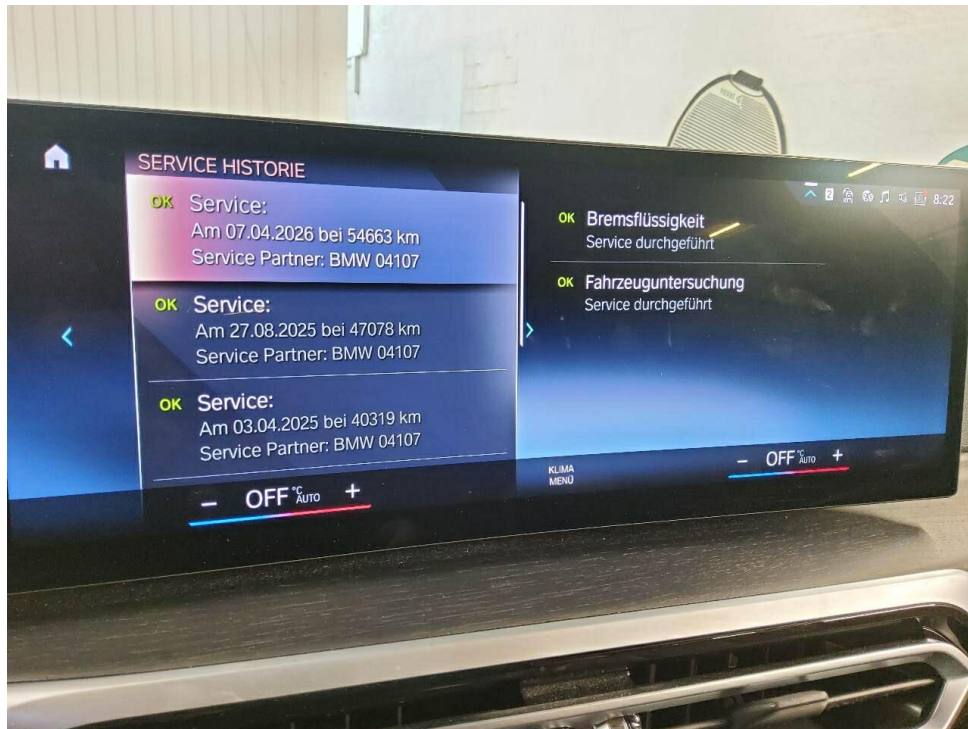 SERVICE HISTORIE
OK Service:
Am 07.04.2026 bei 54663 km
Service Partner: BMW 04107
OK Service:
Am 27.08.2025 bei 47078 km
Service Partner: BMW 04107
OK Service:
Am 03.04.2025 bei 40319 km
Service Partner: BMW 04107
2 8:22
OK Bremsflüssigkeit
Service durchgeführt
OK Fahrzeuguntersuchung
Service durchgeführt
− OFF °C AUTO +
KLIMA
MENÜ
− OFF °C AUTO +